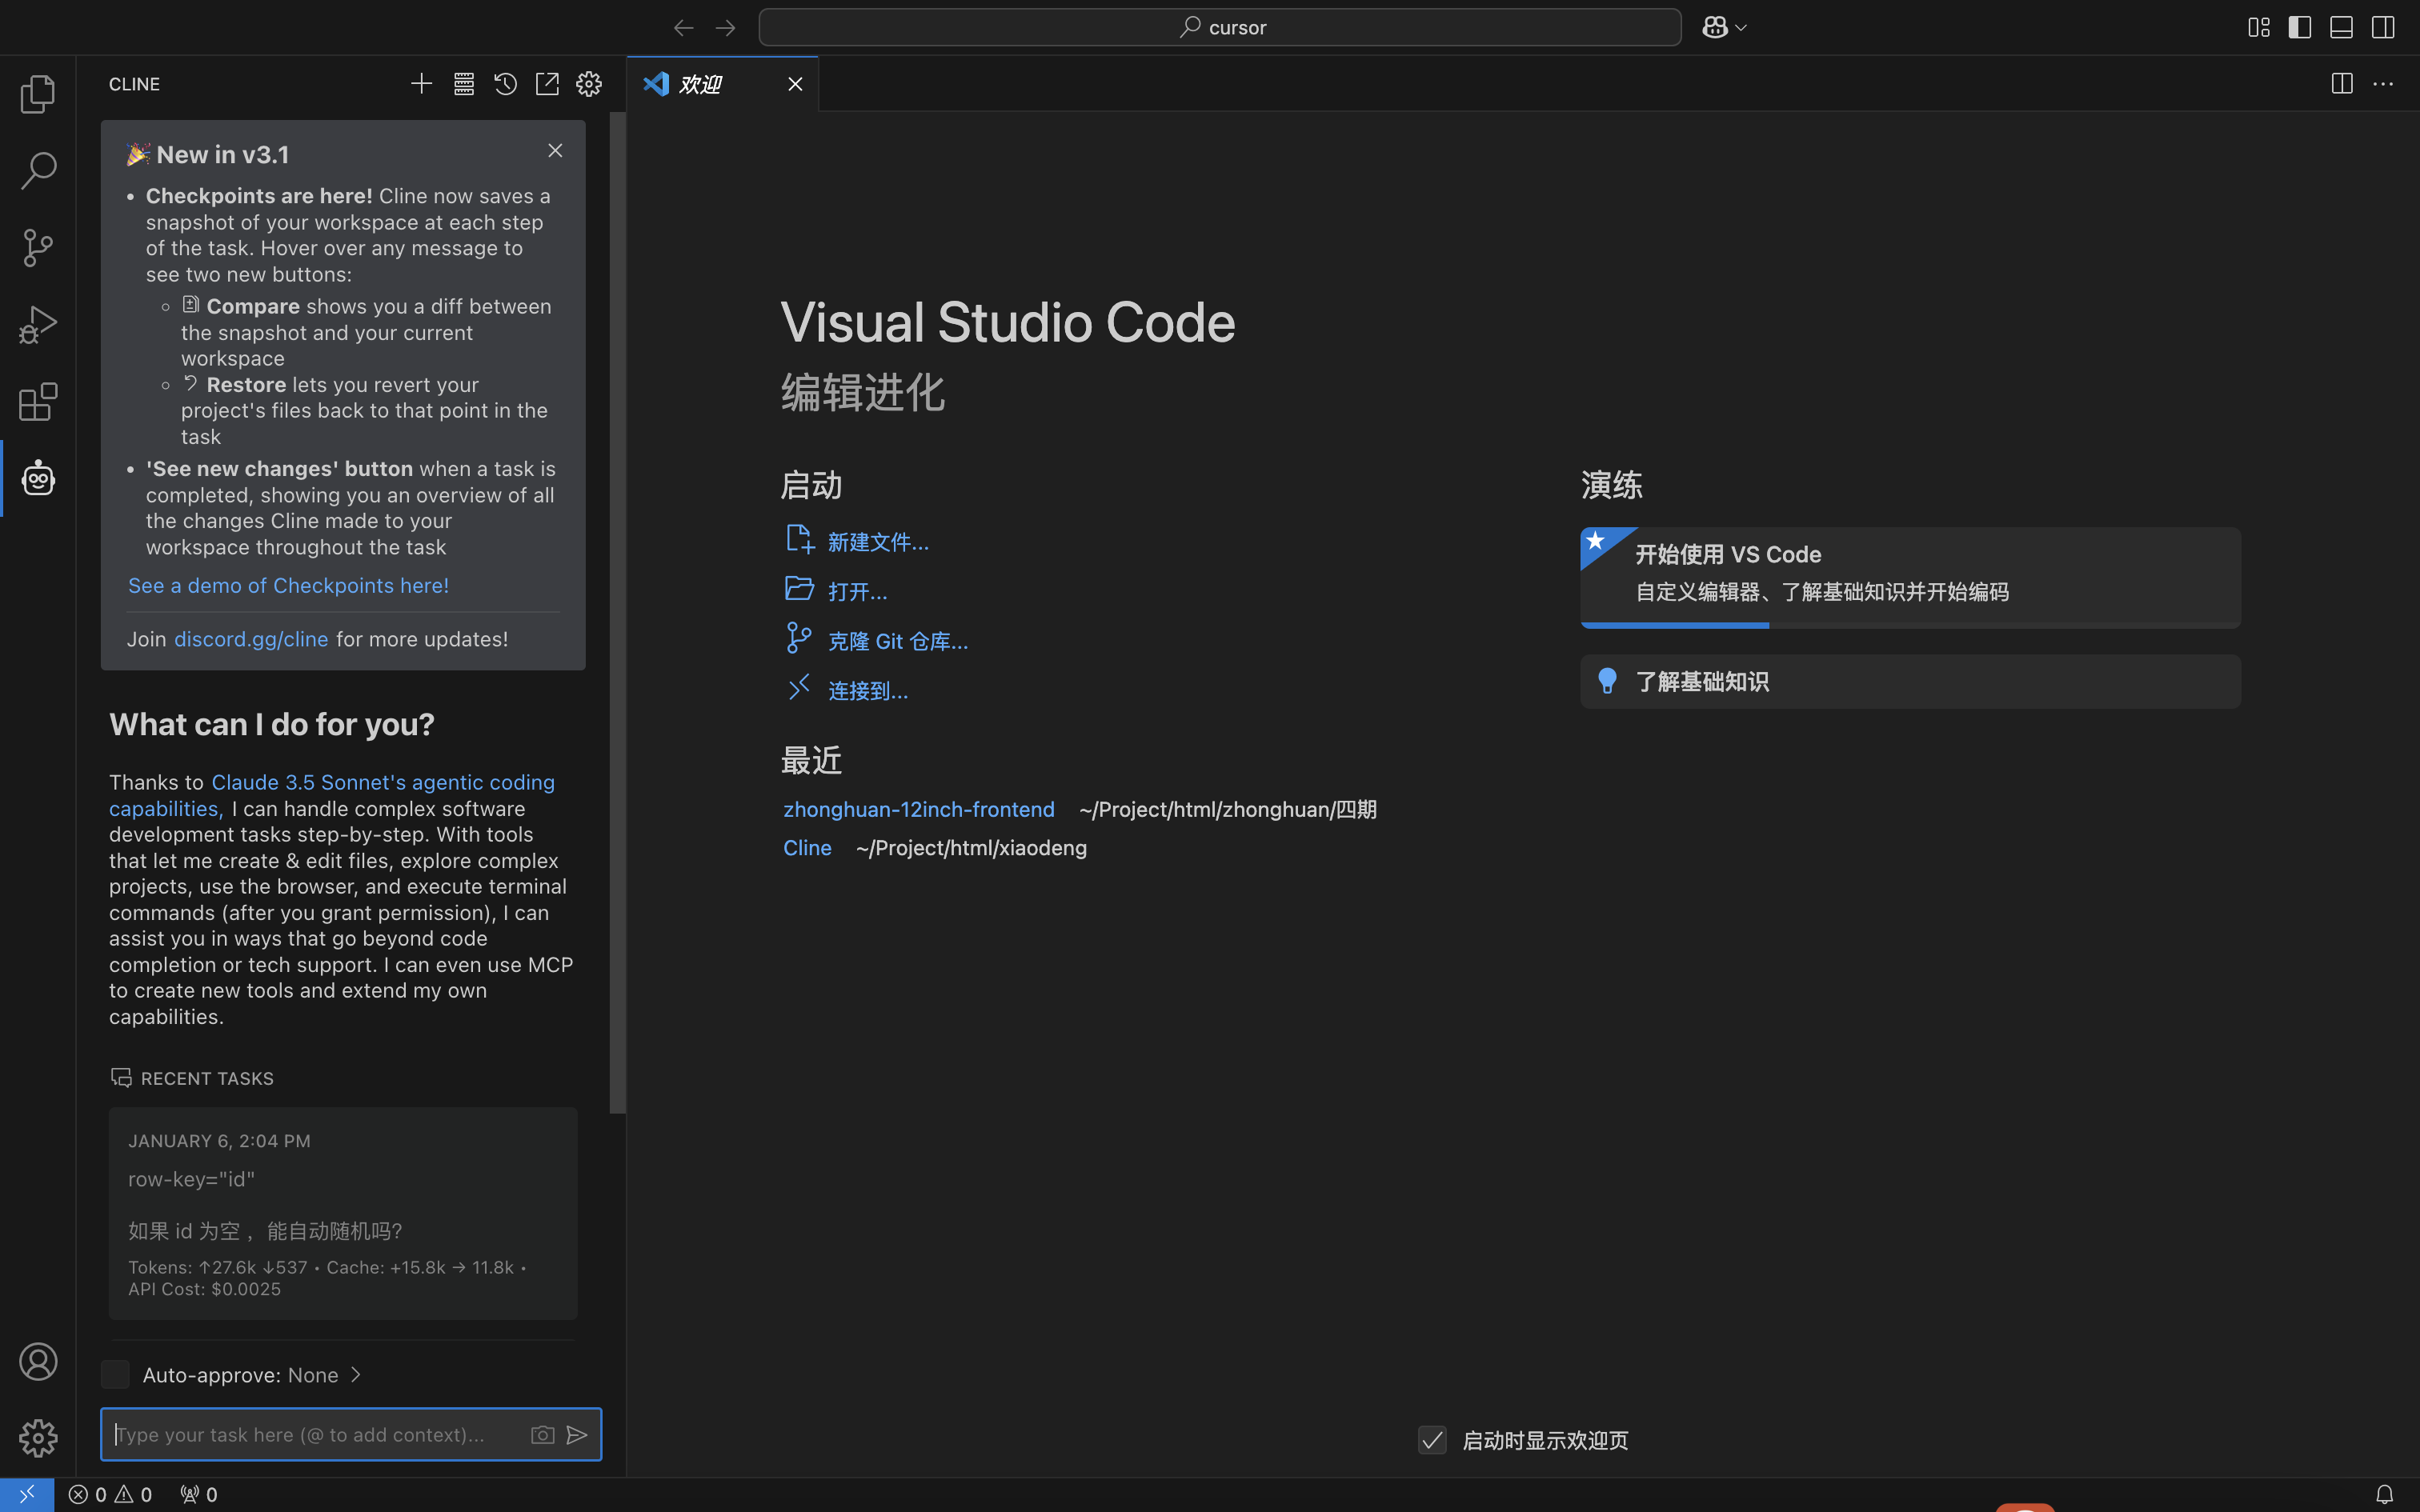 cursor
CLINE
New in v3.1
• Checkpoints are here! Cline now saves a
snapshot of your workspace at each step
of the task. Hover over any message to
see two new buttons:
Compare shows you a diff between
the snapshot and your current
workspace
Restore lets you revert your
project's files back to that point in the
task
• 'See new changes' button when a task is
completed, showing you an overview of all
the changes Cline made to your
workspace throughout the task
See a demo of Checkpoints here!
Join discord.gg/cline for more updates!
What can I do for you?
Thanks to Claude 3.5 Sonnet's agentic coding
capabilities, I can handle complex software
development tasks step-by-step. With tools
that let me create & edit files, explore complex
projects, use the browser, and execute terminal
commands (after you grant permission), I can
assist you in ways that go beyond code
completion or tech support. I can even use MCP
to create new tools and extend my own
capabilities.
RECENT TASKS
JANUARY 6, 2:04 PM
row-key="id"
如果 id 为空 ，能自动随机吗?
Tokens: ↑27.6k ↓537 • Cache: +15.8k → 11.8k •
API Cost: $0.0025
Auto-approve: None
Type your task here (@ to add context)...
欢迎
Visual Studio Code
编辑进化
启动
新建文件...
打开...
克隆 Git 仓库...
连接到...
最近
zhonghuan-12inch-frontend ~/Project/html/zhonghuan/四期
Cline ~/Project/html/xiaodeng
演练
开始使用 VS Code
自定义编辑器、了解基础知识并开始编码
了解基础知识
启动时显示欢迎页
0 0 0